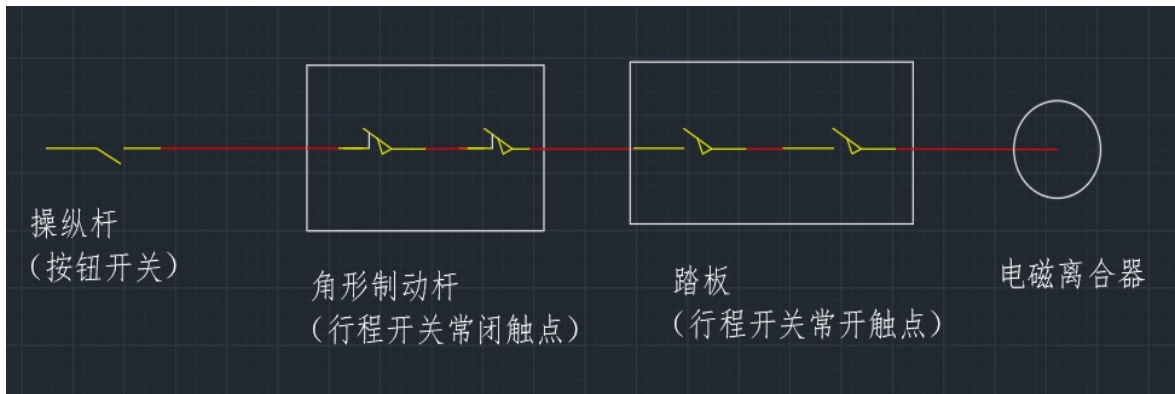 操纵杆
（按钮开关）
角形制动杆
（行程开关常闭触点）
踏板
（行程开关常开触点）
电磁离合器